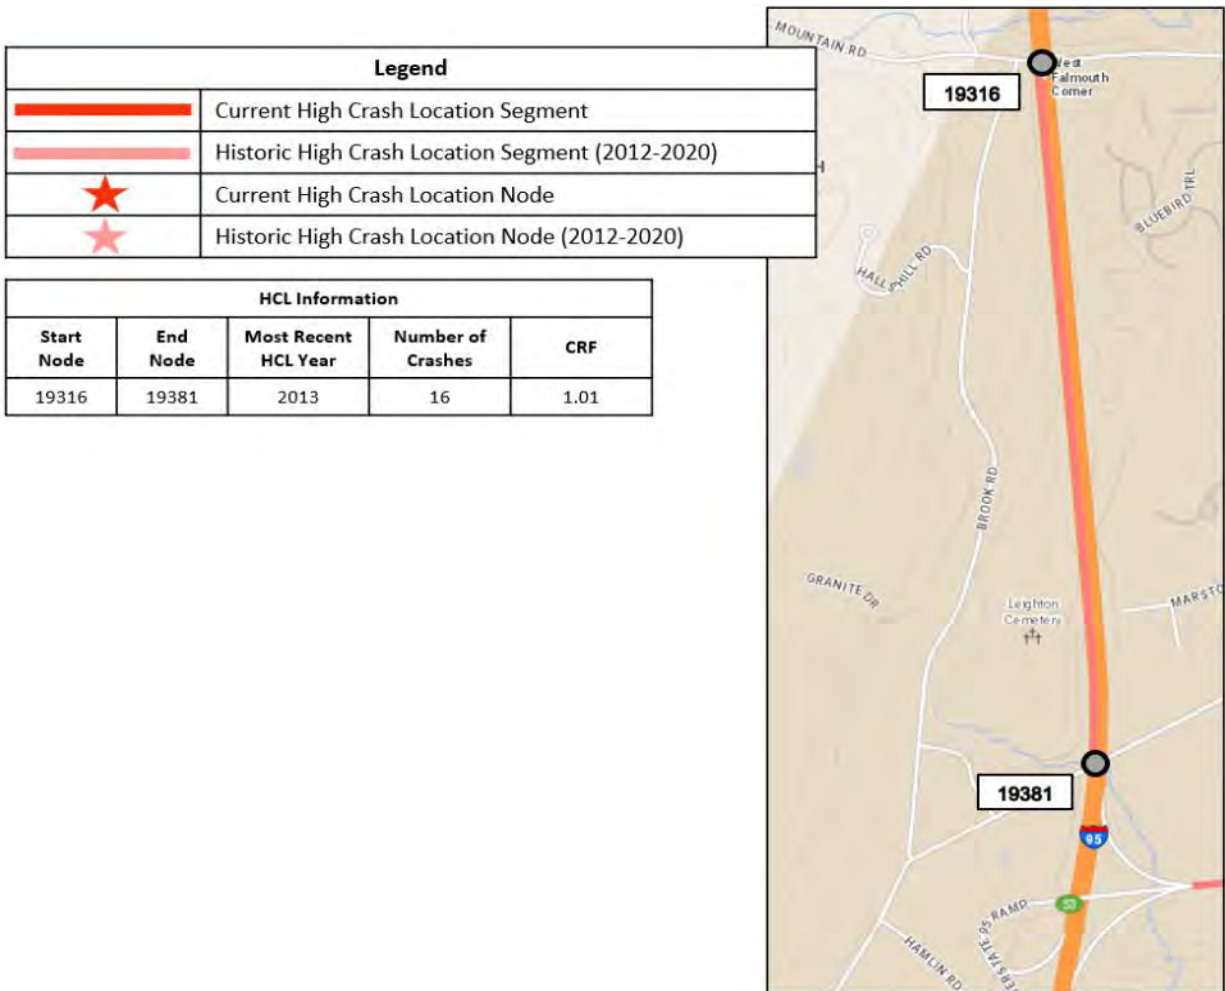 Legend
Current High Crash Location Segment
Historic High Crash Location Segment (2012-2020)
Current High Crash Location Node
Historic High Crash Location Node (2012-2020)
HCL Information
Start Node
End Node
Most Recent HCL Year
Number of Crashes
CRF
19316
19381
2013
16
1.01
MOUNTAIN RD
19316
West
Falmouth
Corner
H
BLUEBIRD TRL
HALLS HILL RD
BROOK RD
GRANITE DR
Leighton
Cemetery
MARSTO
19381
95
53
ERSTATE 95 RAMP
HAMLIN RD